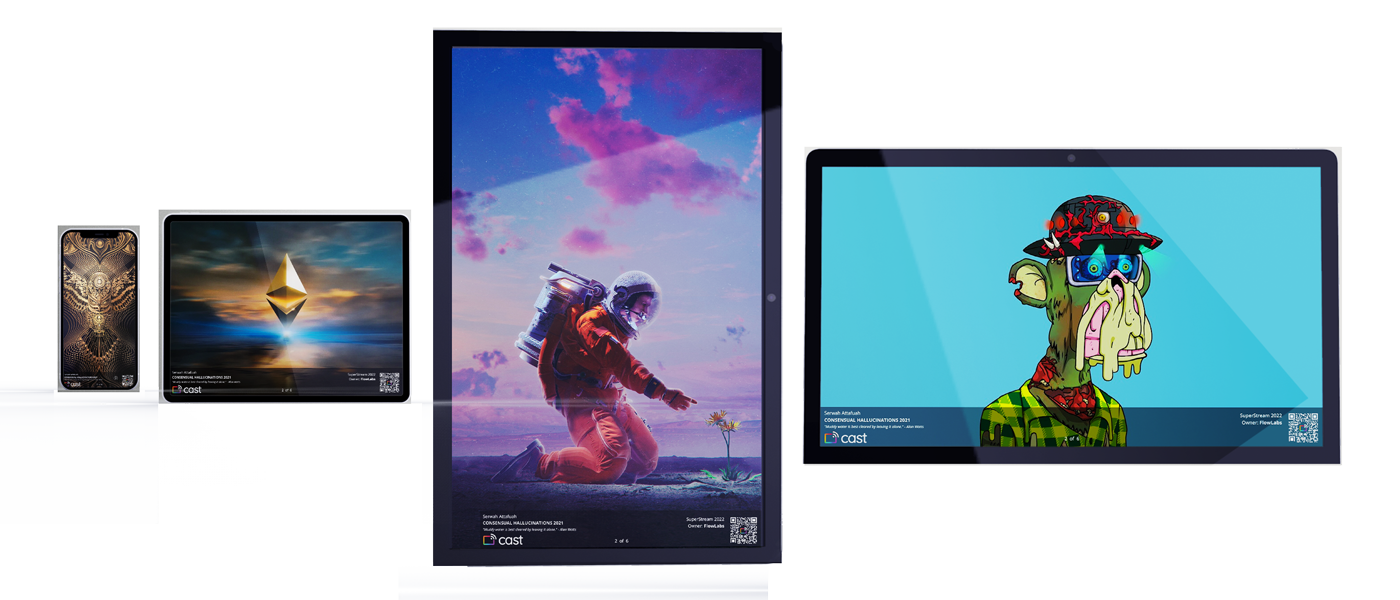 cast
Serwah Attafuah
CONSENSUAL HALLUCINATIONS 2021
"Muddy water is best cleared by leaving it alone." - Alan Watts
cast
SuperStream 2022
Owner: FlowLabs
Serwah Attafuah
CONSENSUAL HALLUCINATIONS 2021
"Muddy water is best cleared by leaving it alone." - Alan Watts
cast
2 of 6
SuperStream 2022
Owner: FlowLabs
Serwah Attafuah
CONSENSUAL HALLUCINATIONS 2021
"Muddy water is best cleared by leaving it alone." - Alan Watts
cast
2 of 6
SuperStream 2022
Owner: FlowLabs